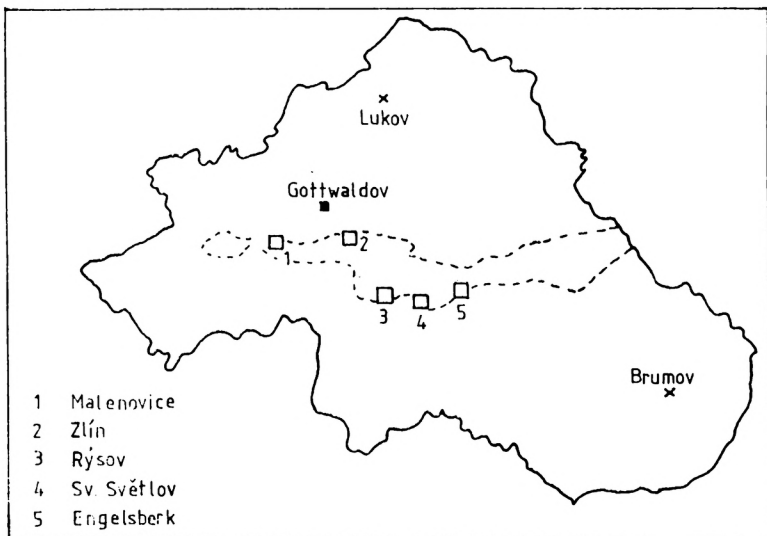 Lukov
Gottwaldov
1
2
3
4
5
Brumov
1 Malenovice
2 Zlín
3 Rýsov
4 Sv. Světlov
5 Engelsberk